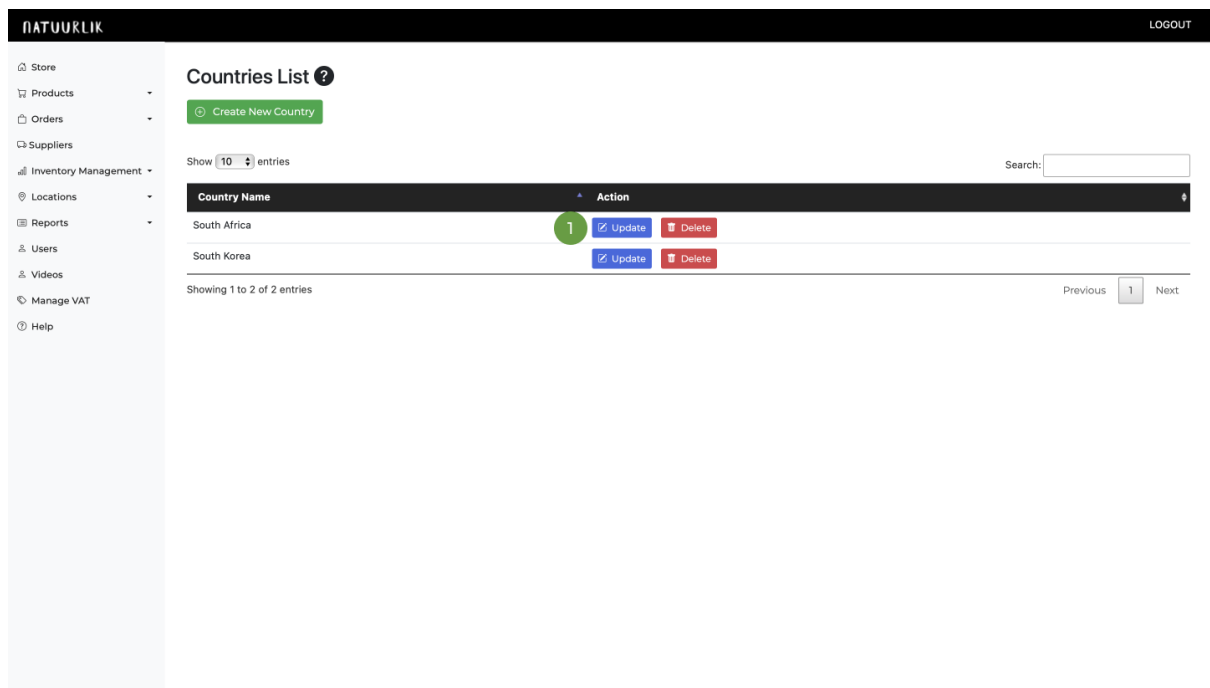 NATUURLIK
LOGOUT
Store
Products
Orders
Suppliers
Inventory Management
Locations
Reports
Users
Videos
Manage VAT
Help
Countries List ?
Create New Country
Show 10 entries
Search:
Country Name Action
South Africa 1 Update Delete
South Korea Update Delete
Showing 1 to 2 of 2 entries
Previous 1 Next